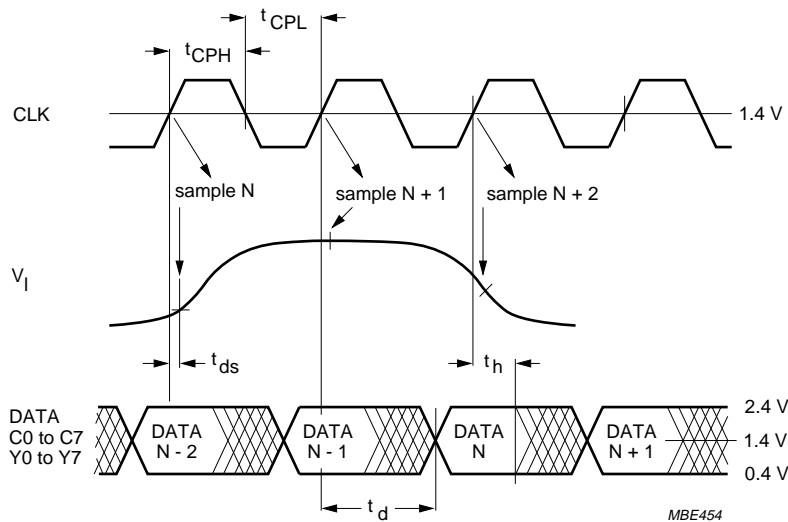 t CPL
t CPH
CLK
1.4 V
sample N
sample N + 1
sample N + 2
VI
t ds
t h
DATA
C0 to C7
Y0 to Y7
DATA
N - 2
DATA
N - 1
DATA
N
DATA
N + 1
2.4 V
1.4 V
0.4 V
t d
MBE454